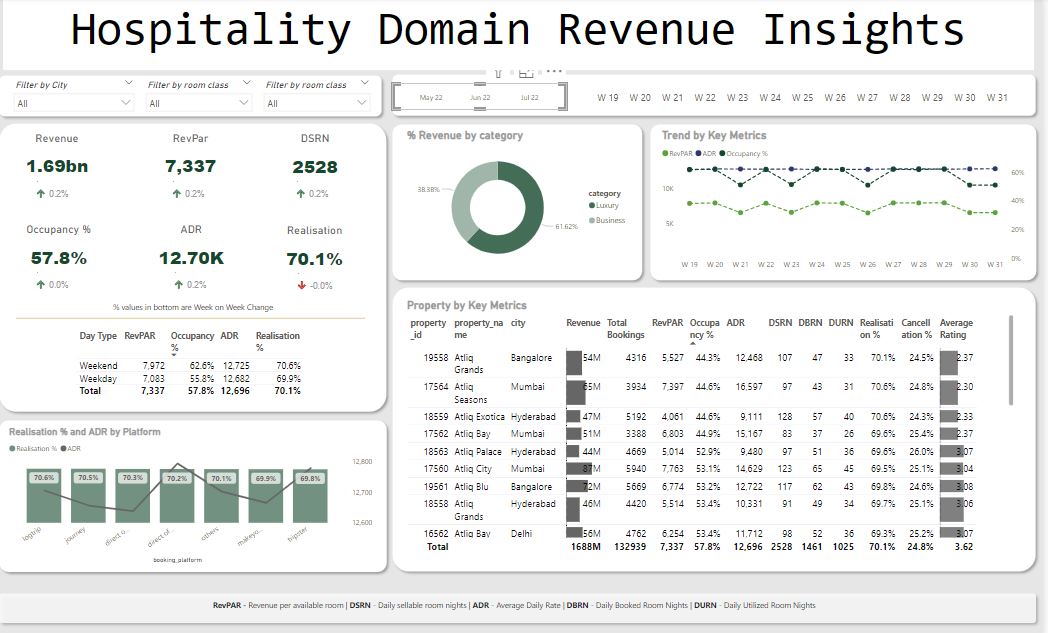 Hospitality Domain Revenue Insights
Filter by City
All
Filter by room class
All
Filter by room class
All
May 22 Jun 22 Jul 22
W 19 W 20 W 21 W 22 W 23 W 24 W 25 W 26 W 27 W 28 W 29 W 30 W 31
Revenue RevPar DSRN
1.69bn 7,337 2528
0.2% 0.2% 0.2%
Occupancy % ADR Realisation
57.8% 12.70K 70.1%
0.0% 0.2% -0.0%
% values in bottom are Week on Week Change
Day Type RevPAR Occupancy % ADR Realisation %
Weekend 7,972 62.6% 12,725 70.6%
Weekday 7,083 55.8% 12,682 69.9%
Total 7,337 57.8% 12,696 70.1%
% Revenue by category
38.38%
61.62%
category
Luxury
Business
Trend by Key Metrics
RevPAR ADR Occupancy %
10K
5K
60%
40%
20%
0%
W 19 W 20 W 21 W 22 W 23 W 24 W 25 W 26 W 27 W 28 W 29 W 30 W 31
Realisation % and ADR by Platform
Realisation % ADR
70.6% 70.5% 70.3% 70.2% 70.1% 69.9% 69.8%
12,800
12,700
12,600
logtrip journey direct o... direct of... others makeyo... tripster
booking_platform
Property by Key Metrics
property_id property_name city Revenue Total Bookings RevPAR Occupancy % ADR DSRN DBRN DURN Realisation % Cancellation % Average Rating
19558 Atliq Grands Bangalore 54M 4316 5,527 44.3% 12,468 107 47 33 70.1% 24.5% 2.37
17564 Atliq Seasons Mumbai 65M 3934 7,397 44.6% 16,597 97 43 31 70.6% 24.8% 2.30
18559 Atliq Exotica Hyderabad 47M 5192 4,061 44.6% 9,111 128 57 40 70.6% 24.3% 2.33
17562 Atliq Bay Mumbai 51M 3388 6,803 44.9% 15,167 83 37 26 69.6% 25.4% 2.37
18563 Atliq Palace Hyderabad 44M 4669 5,014 52.9% 9,480 97 51 36 69.6% 26.0% 3.07
17560 Atliq City Mumbai 87M 5940 7,763 53.1% 14,629 123 65 45 69.5% 25.1% 3.04
19561 Atliq Blu Bangalore 72M 5669 6,774 53.2% 12,722 117 62 43 69.8% 24.6% 3.08
18558 Atliq Grands Hyderabad 46M 4420 5,514 53.4% 10,331 91 49 34 69.7% 25.1% 3.06
16562 Atliq Bay Delhi 56M 4762 6,254 53.4% 11,712 98 52 36 69.3% 25.2% 3.07
Total 1688M 132939 7,337 57.8% 12,696 2528 1461 1025 70.1% 24.8% 3.62
RevPAR - Revenue per available room | DSRN - Daily sellable room nights | ADR - Average Daily Rate | DBRN - Daily Booked Room Nights | DURN - Daily Utilized Room Nights